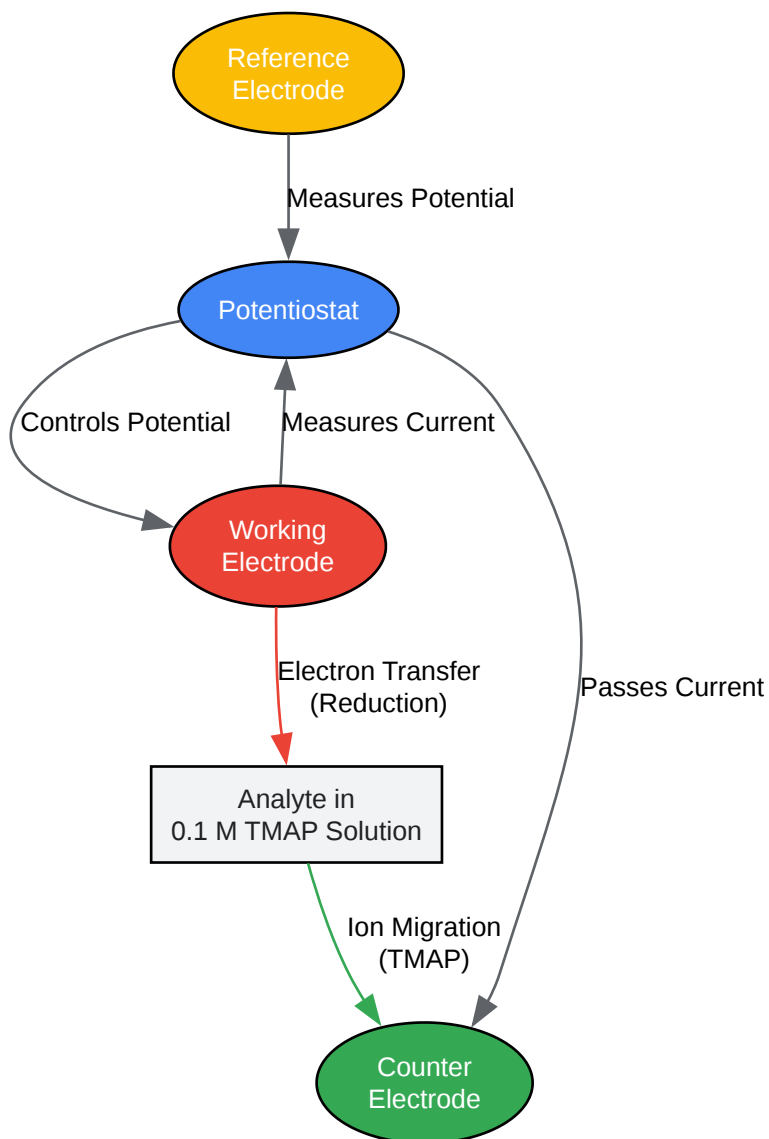 Reference
Electrode
Measures Potential
Potentiostat
Controls Potential
Measures Current
Working
Electrode
Electron Transfer
(Reduction)
Passes Current
Analyte in
0.1 M TMAP Solution
Ion Migration
(TMAP)
Counter
Electrode